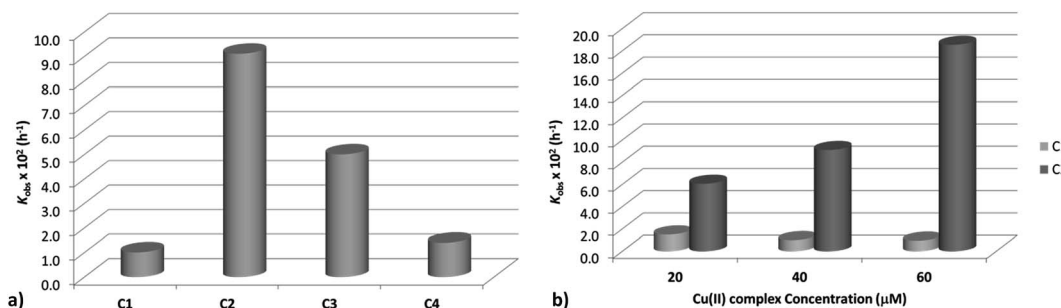 10.0
9.0
8.0
7.0
6.0
5.0
4.0
3.0
2.0
1.0
0.0
Kobs x 10² (h⁻¹)
C1 C2 C3 C4
a)
20.0
18.0
16.0
14.0
12.0
10.0
8.0
6.0
4.0
2.0
0.0
Kobs x 10² (h⁻¹)
20 40 60
Cu(II) complex Concentration (μM)
C
C
b)